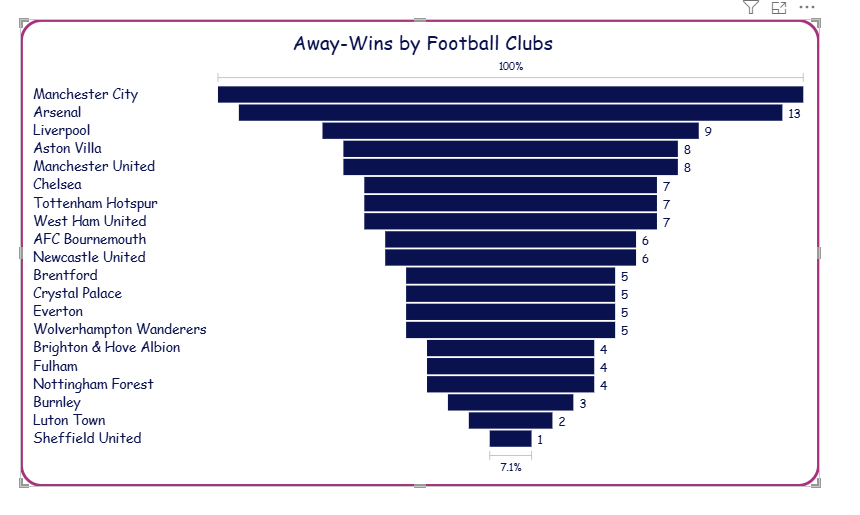 Away-Wins by Football Clubs
100%
Manchester City
Arsenal 13
Liverpool 9
Aston Villa 8
Manchester United 8
Chelsea 7
Tottenham Hotspur 7
West Ham United 7
AFC Bournemouth 6
Newcastle United 6
Brentford 5
Crystal Palace 5
Everton 5
Wolverhampton Wanderers 5
Brighton & Hove Albion 4
Fulham 4
Nottingham Forest 4
Burnley 3
Luton Town 2
Sheffield United 1
7.1%